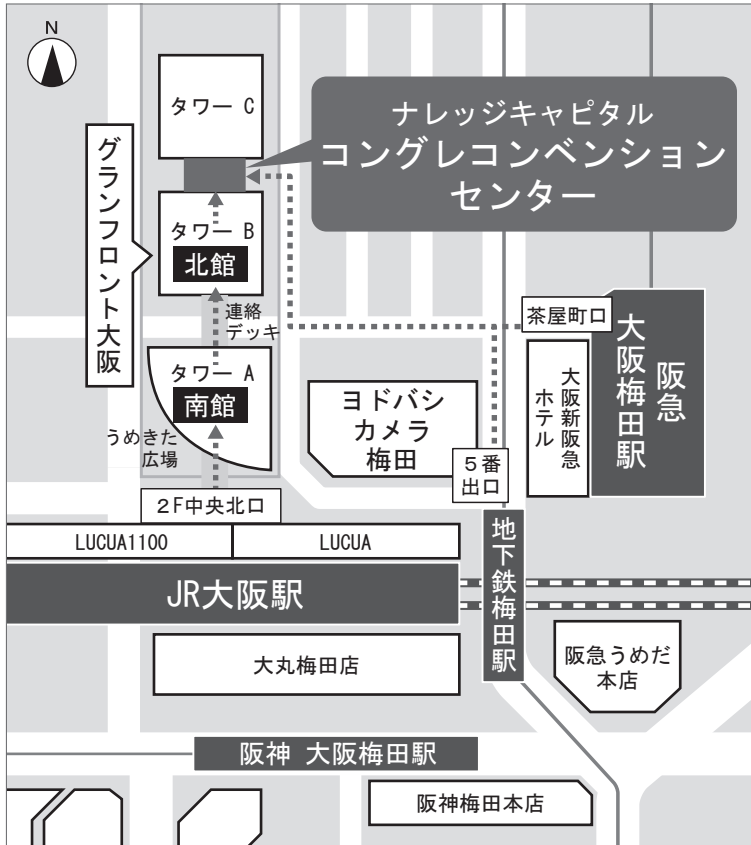 N
タワー C
ナレッジキャピタル
コングレコンベンション
センター
グランフロント大阪
タワー B
北館
連絡
デッキ
茶屋町口
阪急
大阪梅田駅
タワー A
南館
大阪新阪急
ホテル
ヨドバシ
カメラ
梅田
うめきた
広場
5番
出口
2F中央北口
LUCUA1100
LUCUA
地下鉄梅田駅
JR大阪駅
大丸梅田店
阪急うめだ
本店
阪神 大阪梅田駅
阪神梅田本店